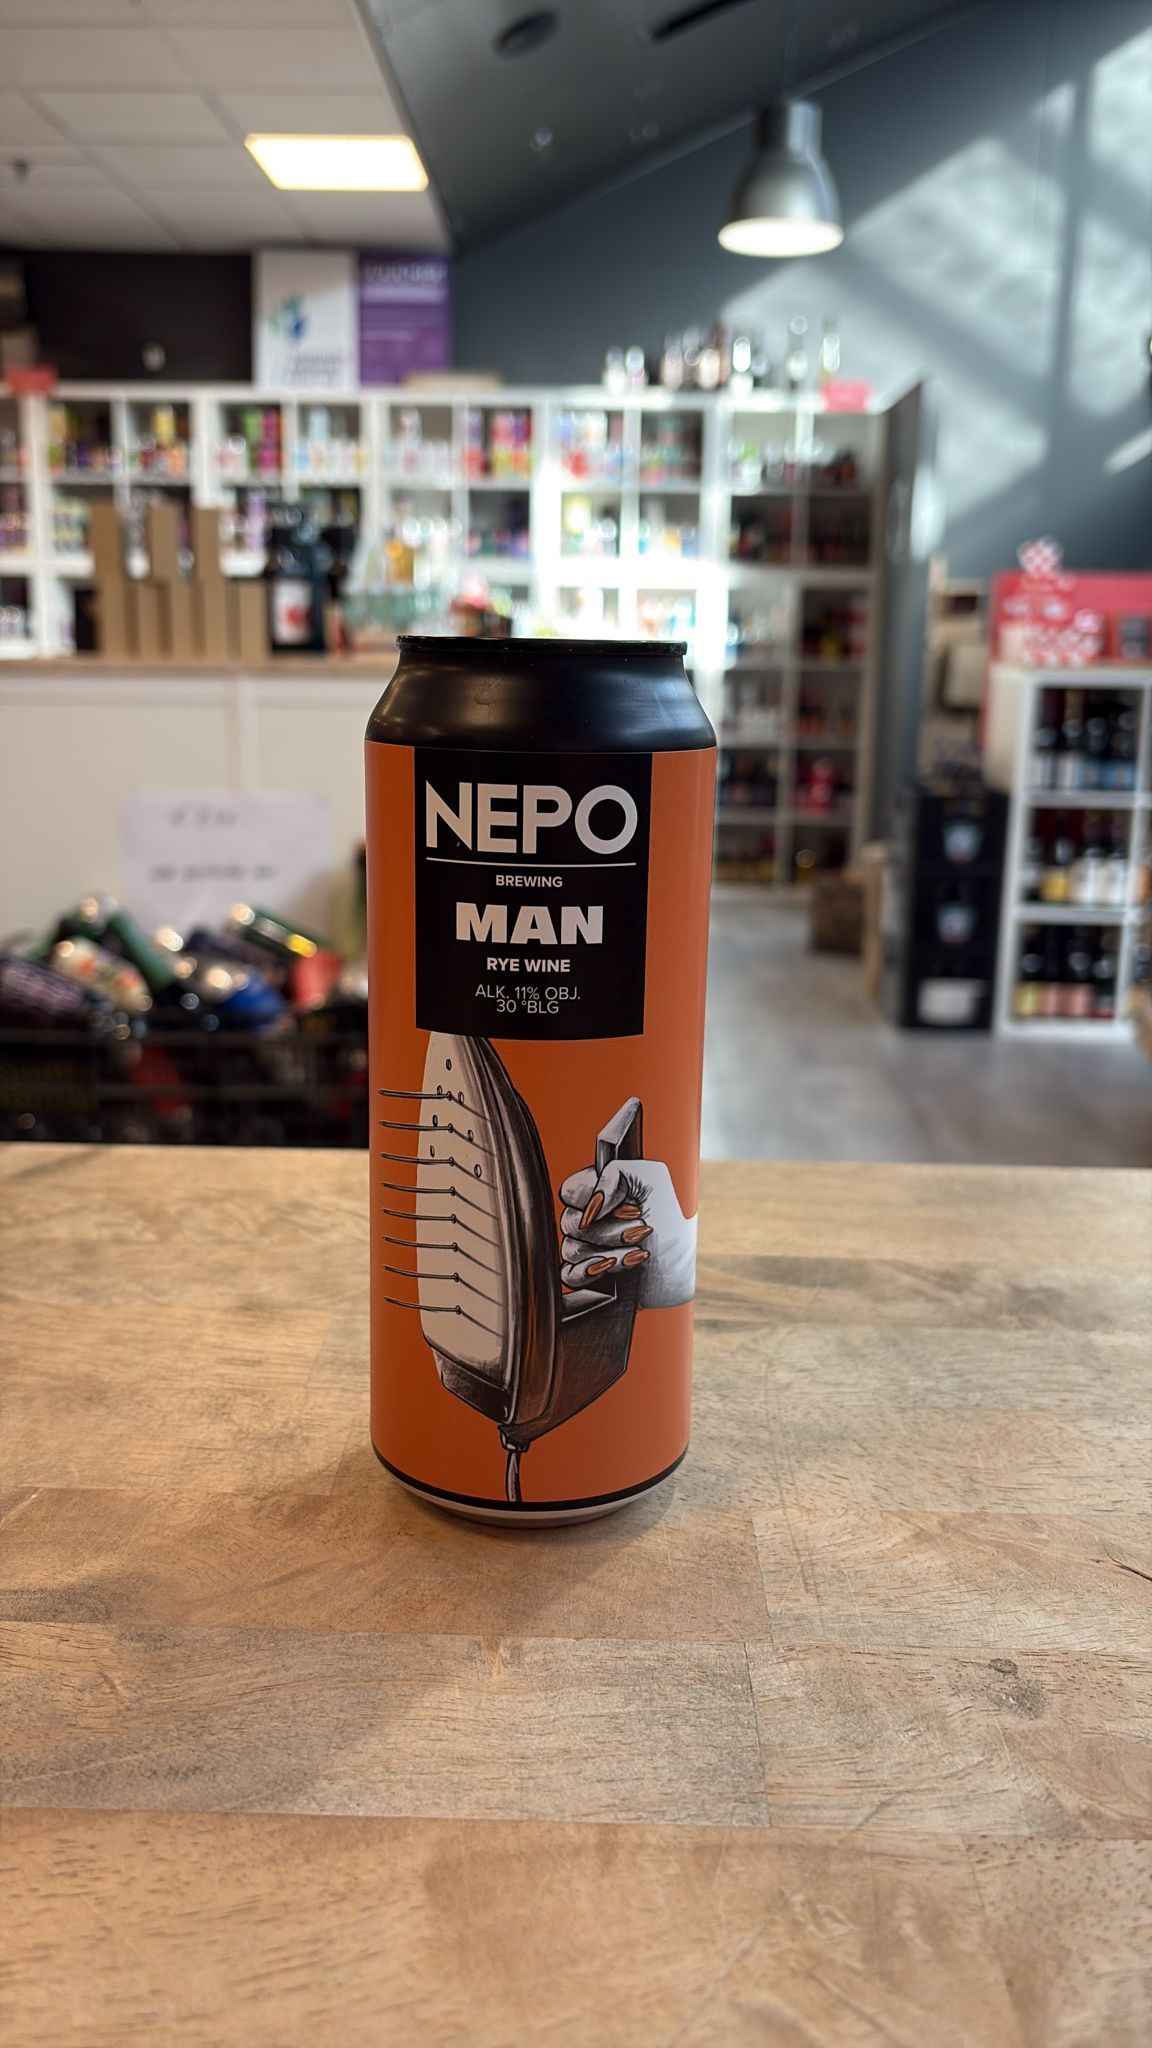 NEPO
BREWING
MAN
RYE WINE
ALK. 11% OBJ.
30 °BLG